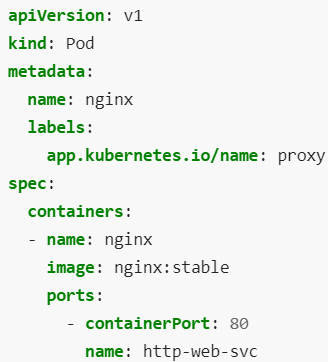 apiVersion: v1
kind: Pod
metadata:
  name: nginx
  labels:
    app.kubernetes.io/name: proxy
spec:
  containers:
  - name: nginx
    image: nginx:stable
    ports:
      - containerPort: 80
        name: http-web-svc